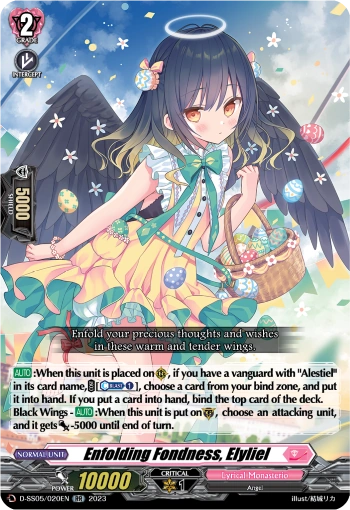 2
GRADE
INTERCEPT
5000
SHIELD
Enfold your precious thoughts and wishes
in these warm and tender wings.
AUTO :When this unit is placed on , if you have a vanguard with "Alestiel"
in its card name, [ BLAST 1 ], choose a card from your bind zone, and put
it into hand. If you put a card into hand, bind the top card of the deck.
Black Wings - AUTO :When this unit is put on , choose an attacking unit,
and it gets -5000 until end of turn.
NORMAL UNIT
Enfolding Fondness, Elyliel
POWER 10000
CRITICAL
1
Lyrical Monasterio
Angel
D-SS05/020EN RR 2023
illust/結城リカ